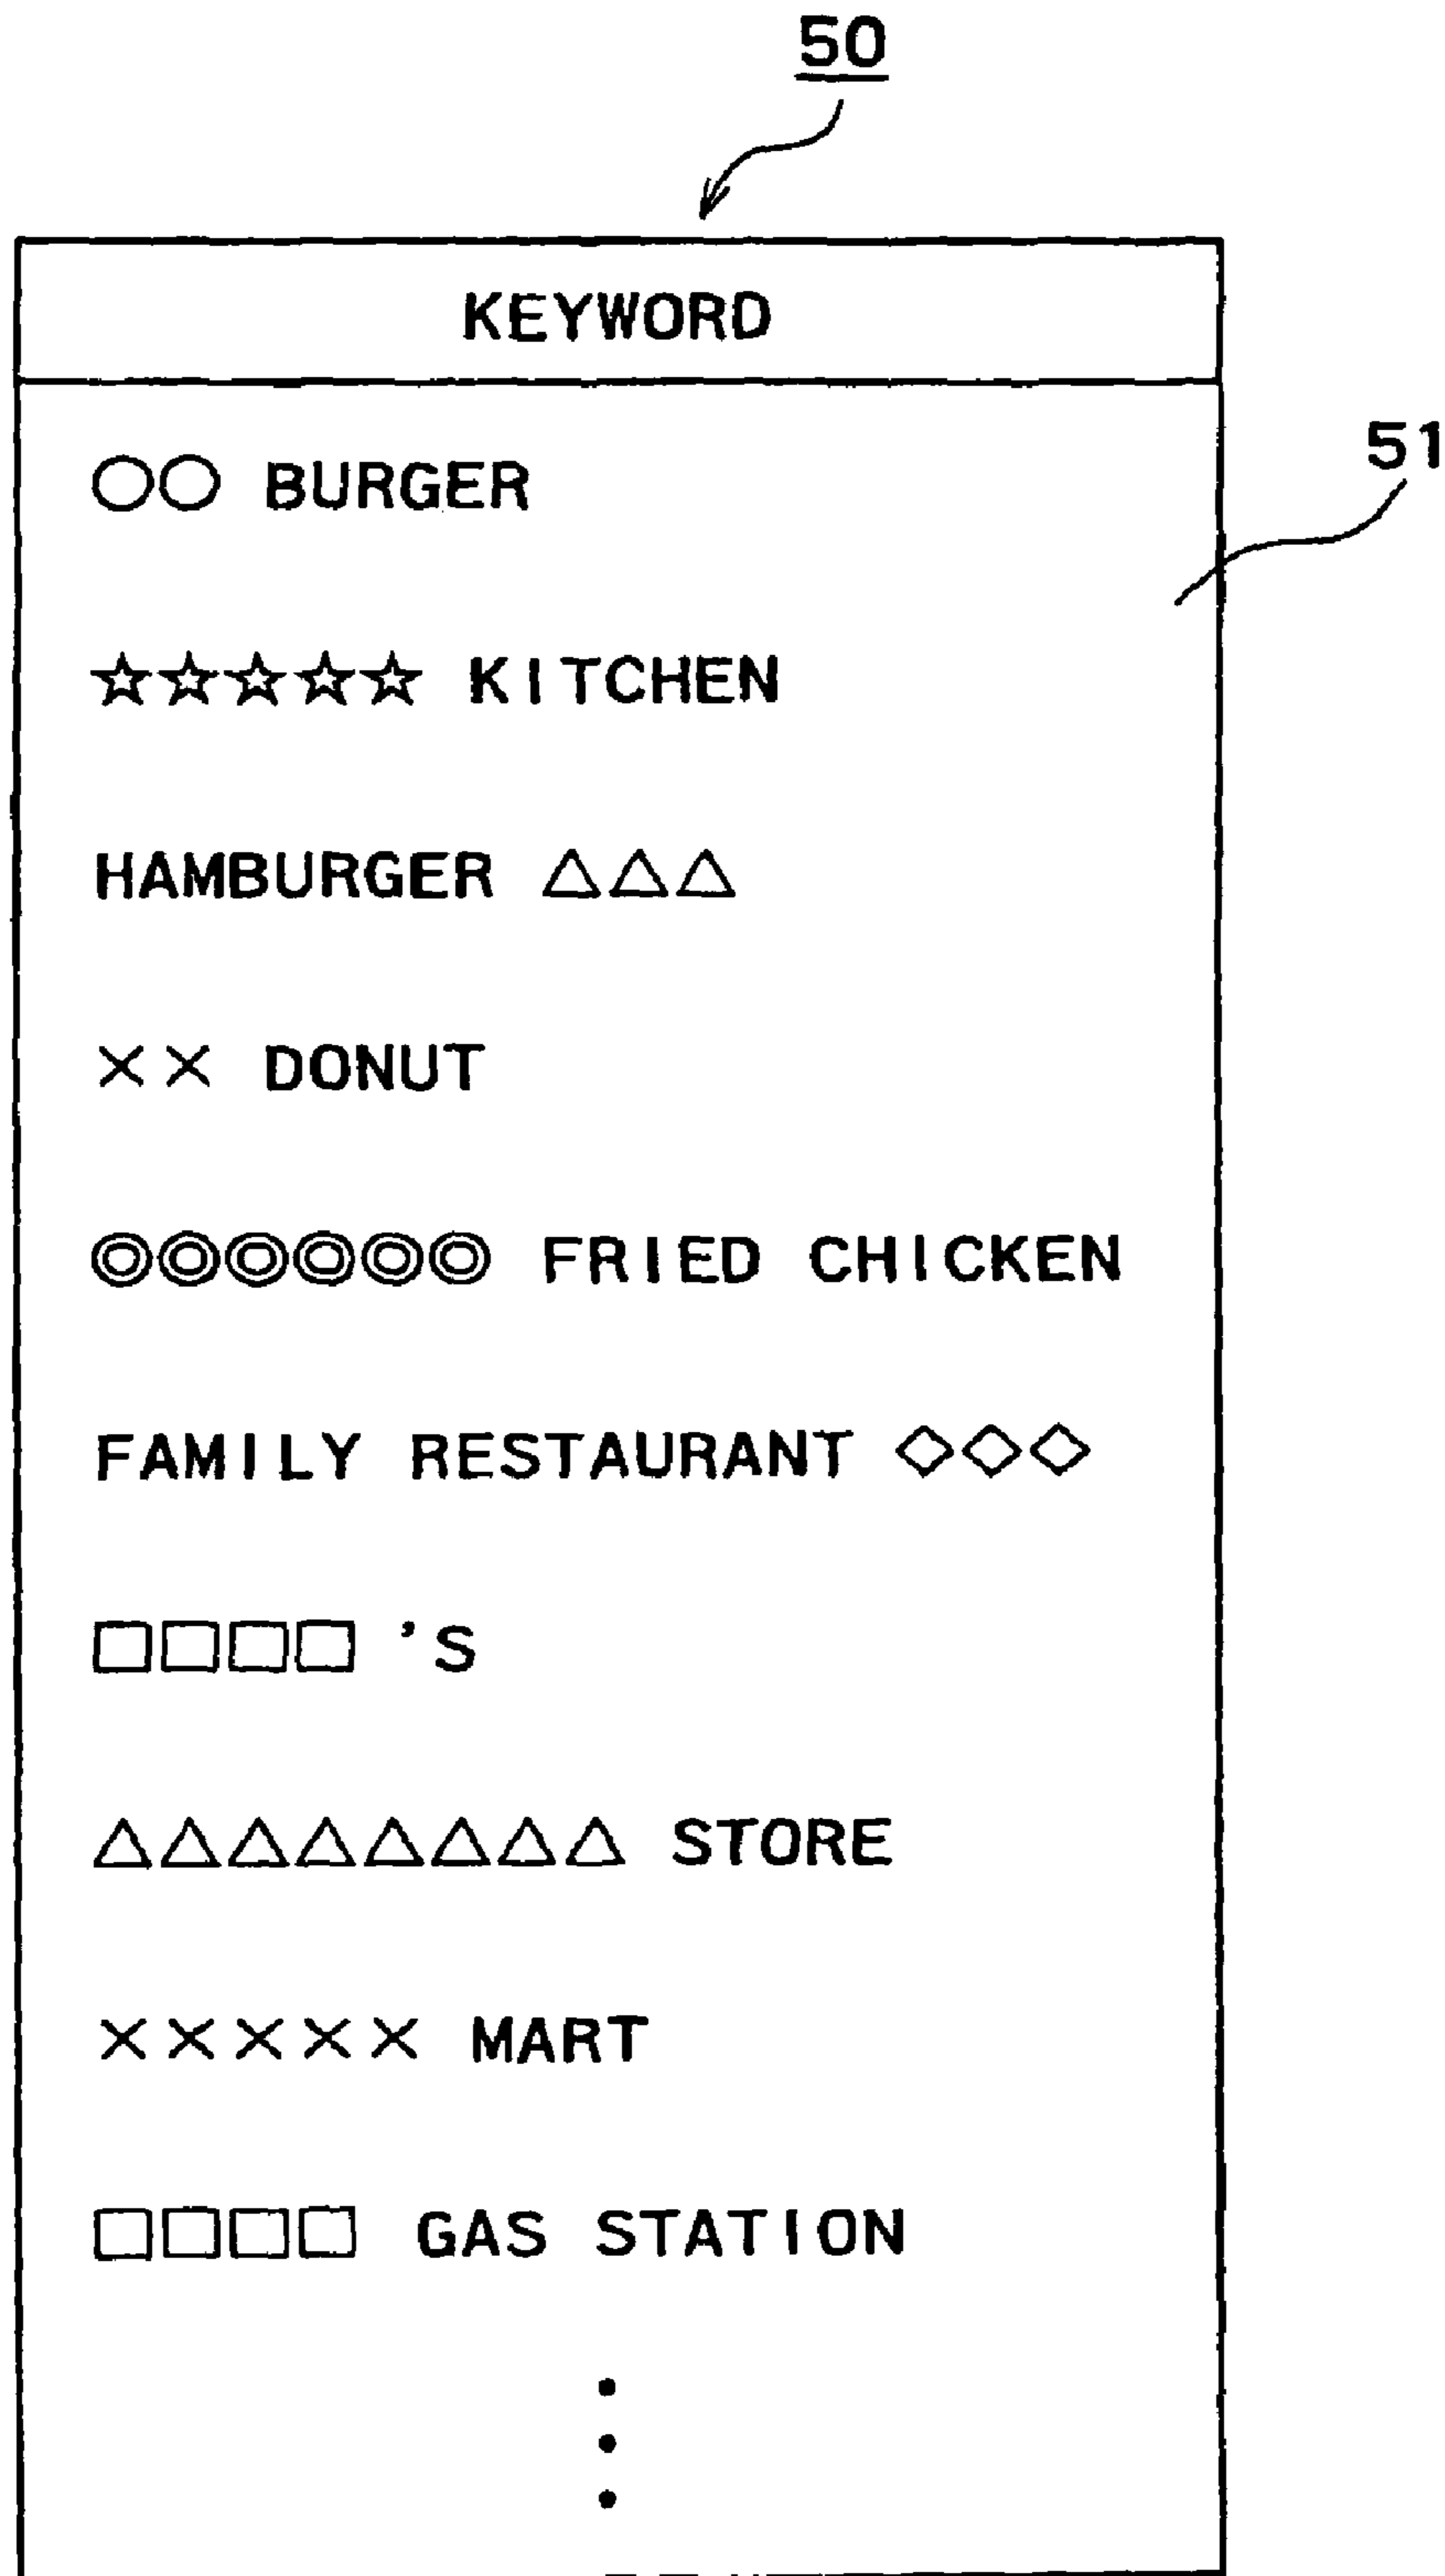 50
KEYWORD
51
○○ BURGER
☆☆☆☆☆ KITCHEN
HAMBURGER △△△
×× DONUT
◎◎◎◎◎◎ FRIED CHICKEN
FAMILY RESTAURANT ◇◇◇
□□□□ 'S
△△△△△△△△ STORE
××××× MART
□□□□ GAS STATION